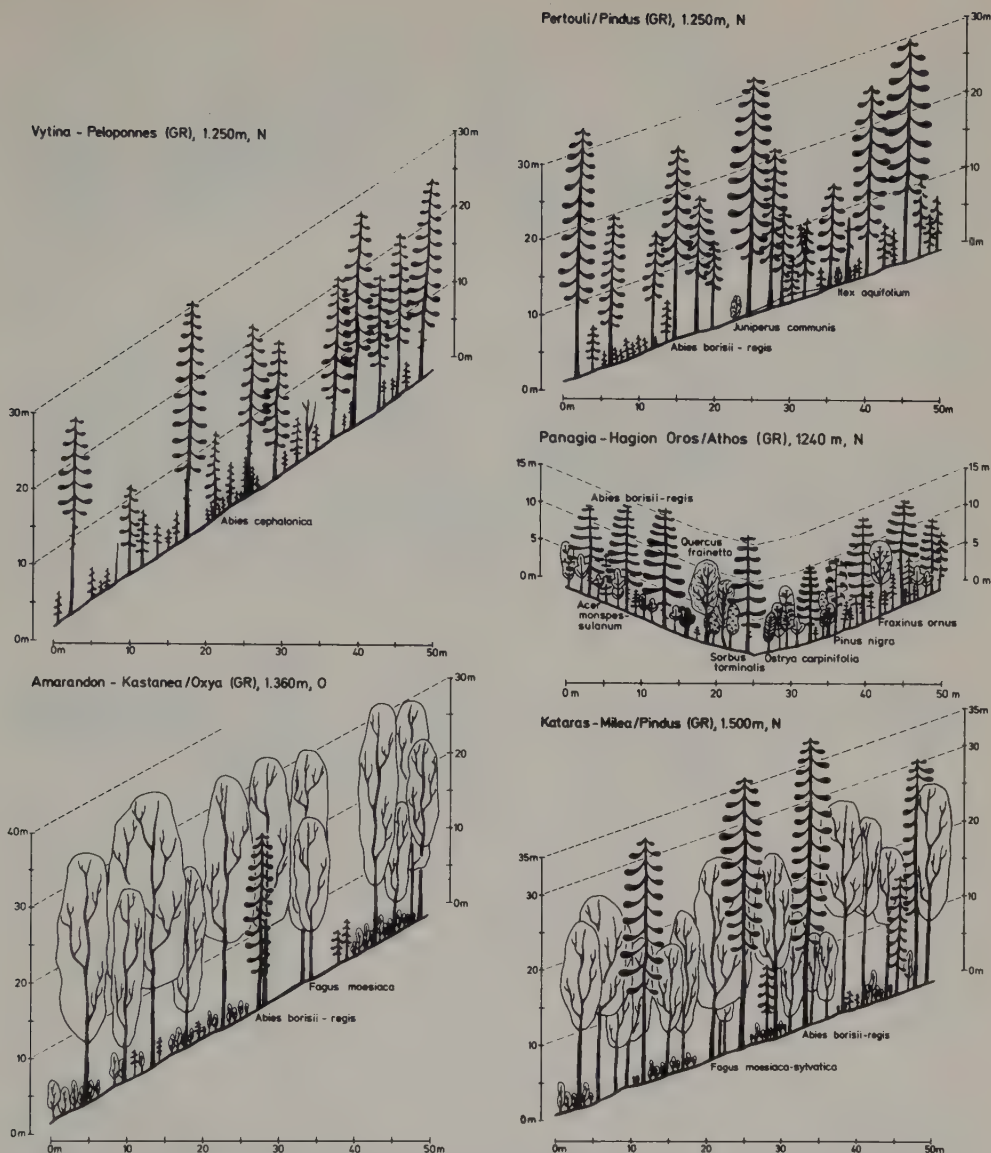 Vytina - Peloponnes (GR), 1.250m, N
30m
20
10
0m
30m
20
10
0m
Abies cephalonica
0m 10 20 30 40 50m
Pertouli/Pindus (GR), 1.250m, N
30m
20
10
0m
30m
20
10
0m
Ilex aquifolium
Juniperus communis
Abies borisii - regis
0m 10 20 30 40 50m
Panagia-Hagion Oros/Athos (GR), 1240 m, N
15m
10
5
0m
15m
10
5
0m
Abies borisii-regis
Quercus
frainetto
Acer
monspes-
sulanum
Sorbus
torminalis
Ostrya carpinifolia
Pinus nigra
Fraxinus ornus
0m 10 20 30 40 50m
Amarandon - Kastanea/Oxya (GR), 1.360m, O
30m
20
10
0m
40m
30
20
10
0m
Fagus moesiaca
Abies borisii - regis
0m 10 20 30 40 50m
Kataras-Milea/Pindus (GR), 1.500m, N
35m
30
20
10
0m
35m
30
20
10
0m
Abies borisii-regis
Fagus moesiaca-sylvatica
0m 10 20 30 40 50m